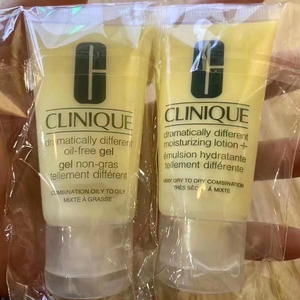 CLINIQUE
dramatically different
oil-free gel
gel non-gras
tellement différent
COMBINATION OILY TO OILY
MIXTE À GRASSE
CLINIQUE
dramatically different
moisturizing lotion+
émulsion hydratante
tellement différente
VERY DRY TO DRY COMBINATION
TRÈS SÈCHE À MIXTE